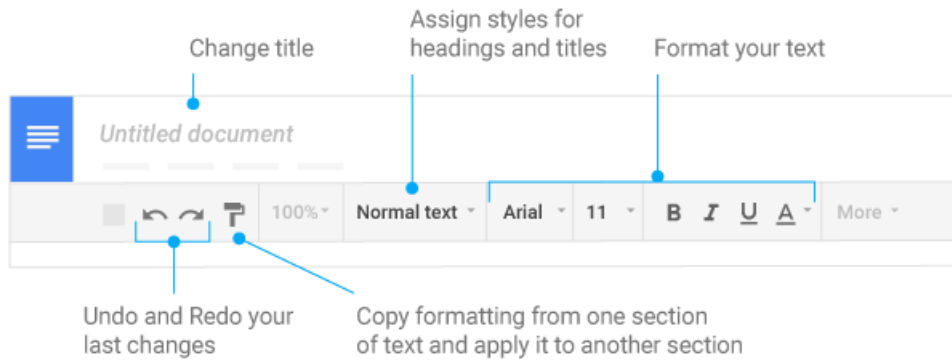 Change title
Assign styles for
headings and titles
Format your text
Untitled document
100% Normal text Arial 11 B I U A More
Undo and Redo your
last changes
Copy formatting from one section
of text and apply it to another section